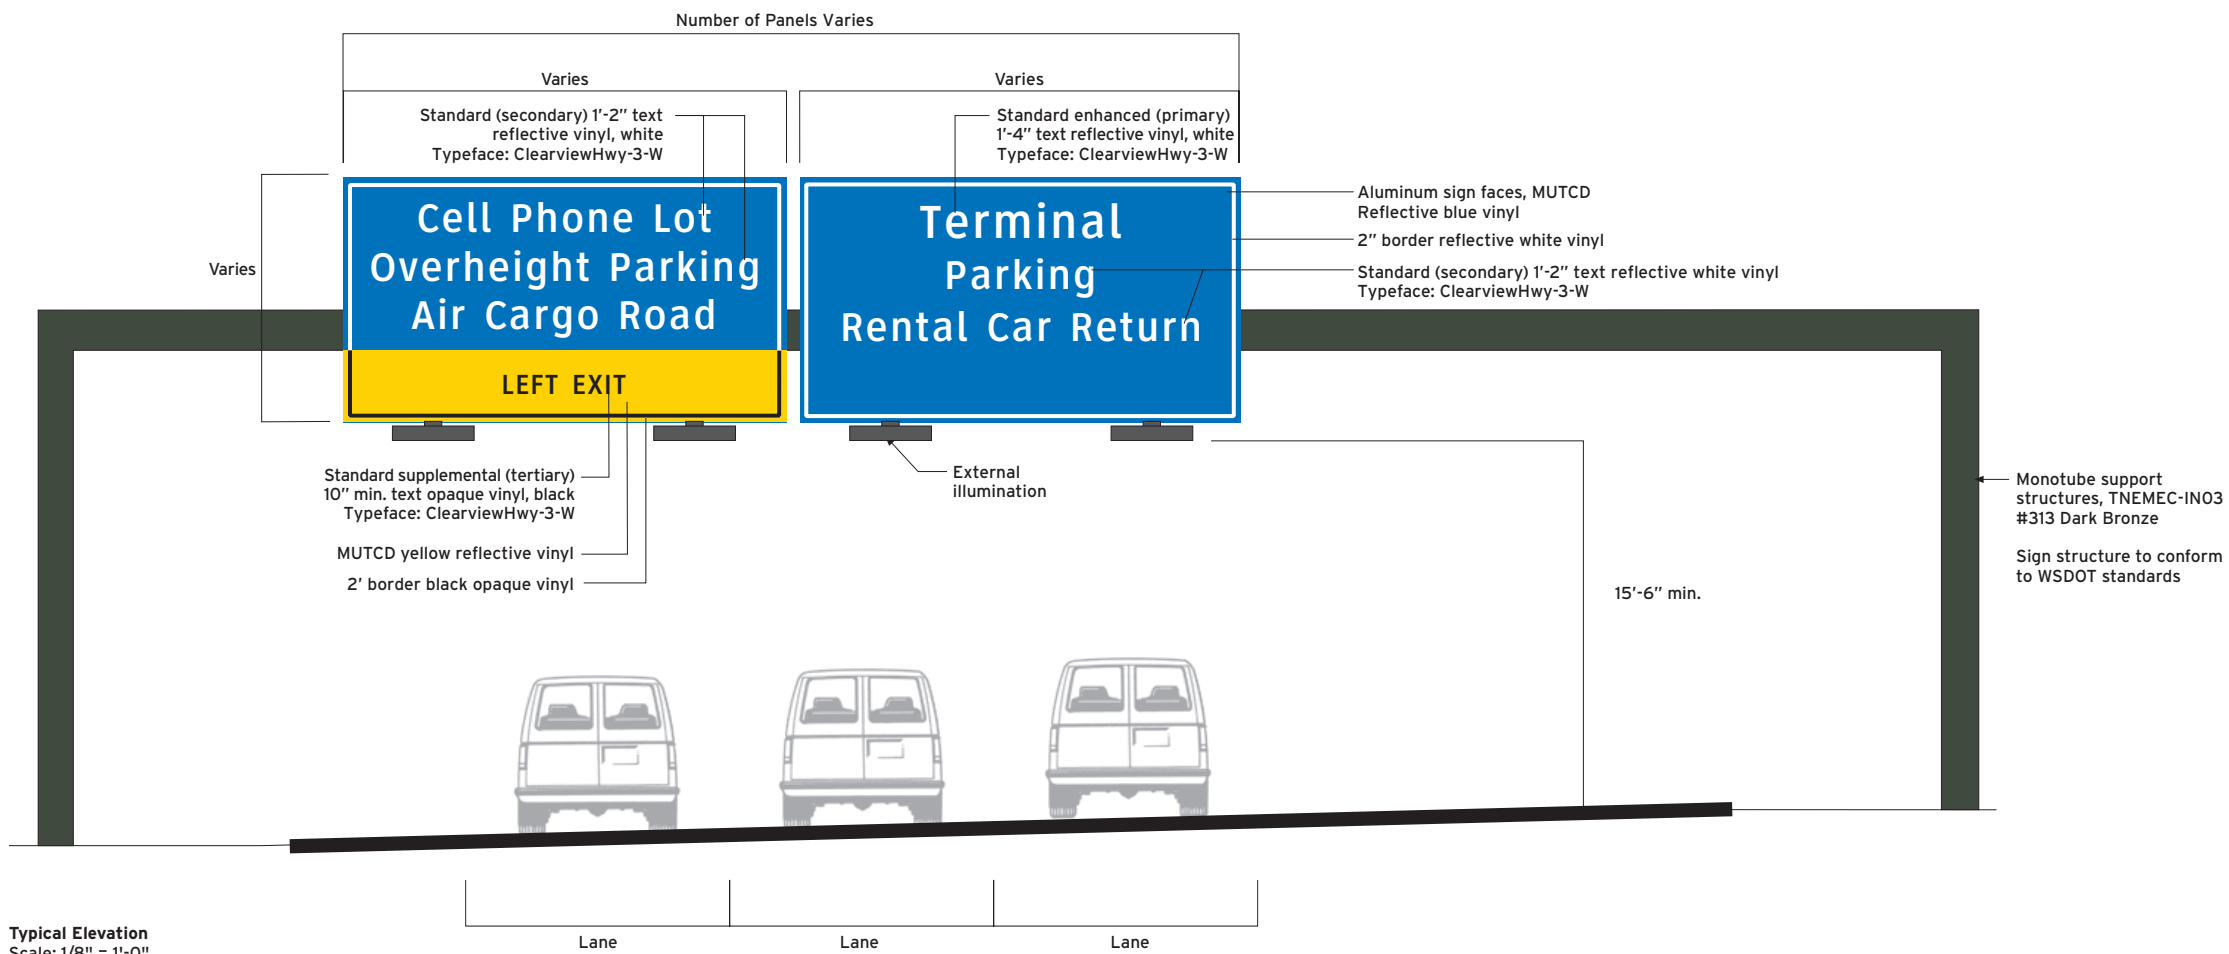 Number of Panels Varies
Varies
Varies
Standard (secondary) 1'-2" text
reflective vinyl, white
Typeface: ClearviewHwy-3-W
Standard enhanced (primary)
1'-4" text reflective vinyl, white
Typeface: ClearviewHwy-3-W
Cell Phone Lot
Overheight Parking
Air Cargo Road
LEFT EXIT
Terminal
Parking
Rental Car Return
Aluminum sign faces, MUTCD
Reflective blue vinyl
2" border reflective white vinyl
Standard (secondary) 1'-2" text reflective white vinyl
Typeface: ClearviewHwy-3-W
Varies
Standard supplemental (tertiary)
10" min. text opaque vinyl, black
Typeface: ClearviewHwy-3-W
MUTCD yellow reflective vinyl
2' border black opaque vinyl
External
illumination
Monotube support
structures, TNEMEC-IN03
#313 Dark Bronze
Sign structure to conform
to WSDOT standards
15'-6" min.
Lane
Lane
Lane
Typical Elevation
Scale: 1/8" = 1'-0"